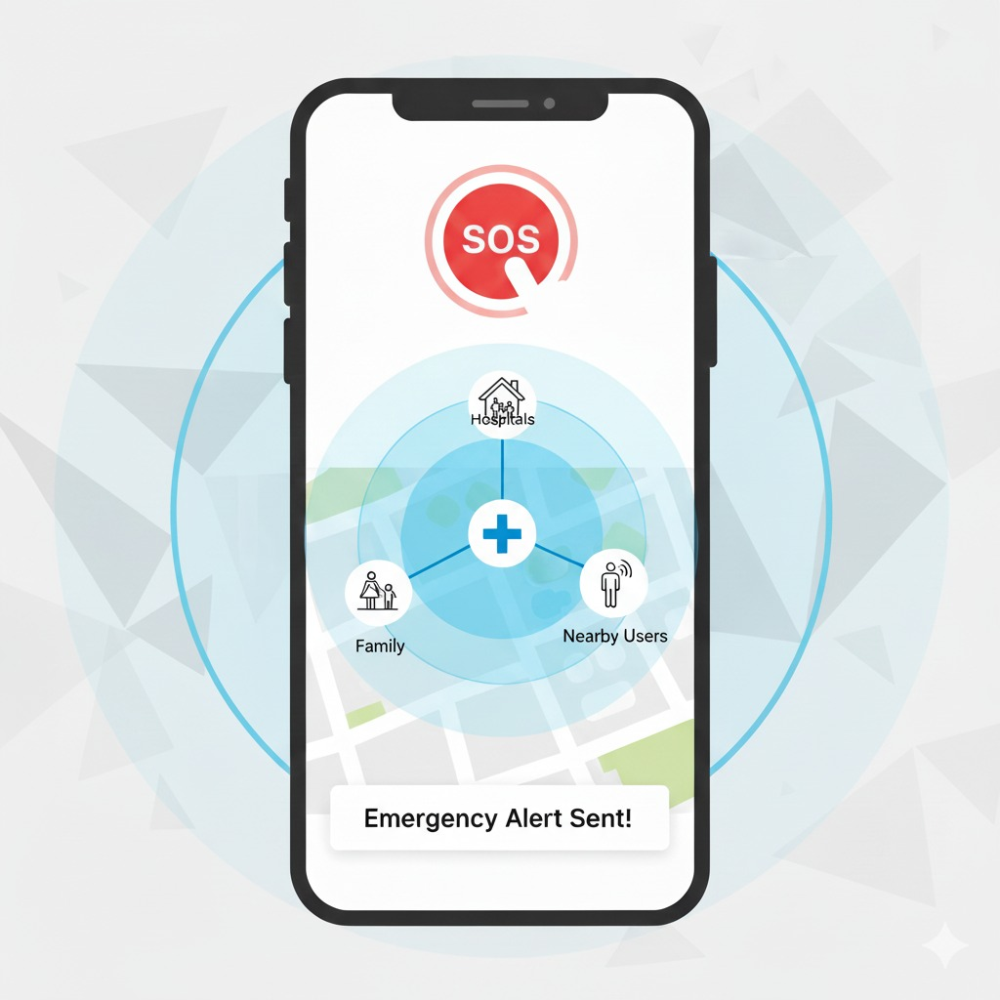 SOS
Hospitals
Family
Nearby Users
Emergency Alert Sent!